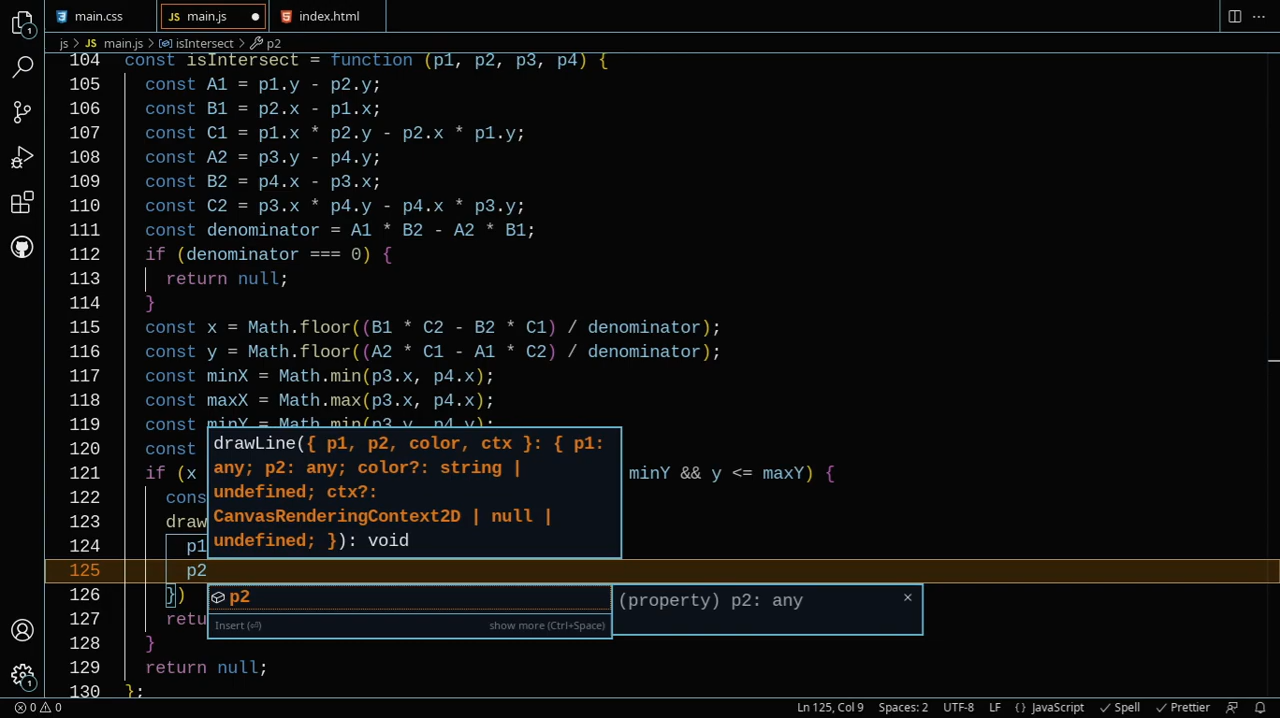 1 main.css JS main.js index.html
js > JS main.js > isIntersect > p2
104 const isIntersect = function (p1, p2, p3, p4) {
105 const A1 = p1.y - p2.y;
106 const B1 = p2.x - p1.x;
107 const C1 = p1.x * p2.y - p2.x * p1.y;
108 const A2 = p3.y - p4.y;
109 const B2 = p4.x - p3.x;
110 const C2 = p3.x * p4.y - p4.x * p3.y;
111 const denominator = A1 * B2 - A2 * B1;
112 if (denominator === 0) {
113 return null;
114 }
115 const x = Math.floor((B1 * C2 - B2 * C1) / denominator);
116 const y = Math.floor((A2 * C1 - A1 * C2) / denominator);
117 const minX = Math.min(p3.x, p4.x);
118 const maxX = Math.max(p3.x, p4.x);
119 const minY = Math.min(p3.y, p4.y);
120 const
drawLine({ p1, p2, color, ctx }: { p1:
any; p2: any; color?: string |
undefined; ctx?:
CanvasRenderingContext2D | null |
undefined; }): void
121 if (x minY && y <= maxY) {
122 cons
123 draw
124 p1
125 p2
126 })
p2
Insert (⏎) show more (Ctrl+Space)
(property) p2: any ×
127 retu
128 }
129 return null;
130 };
1
0 0 Ln 125, Col 9 Spaces: 2 UTF-8 LF {} JavaScript ✓ Spell ✓ Prettier